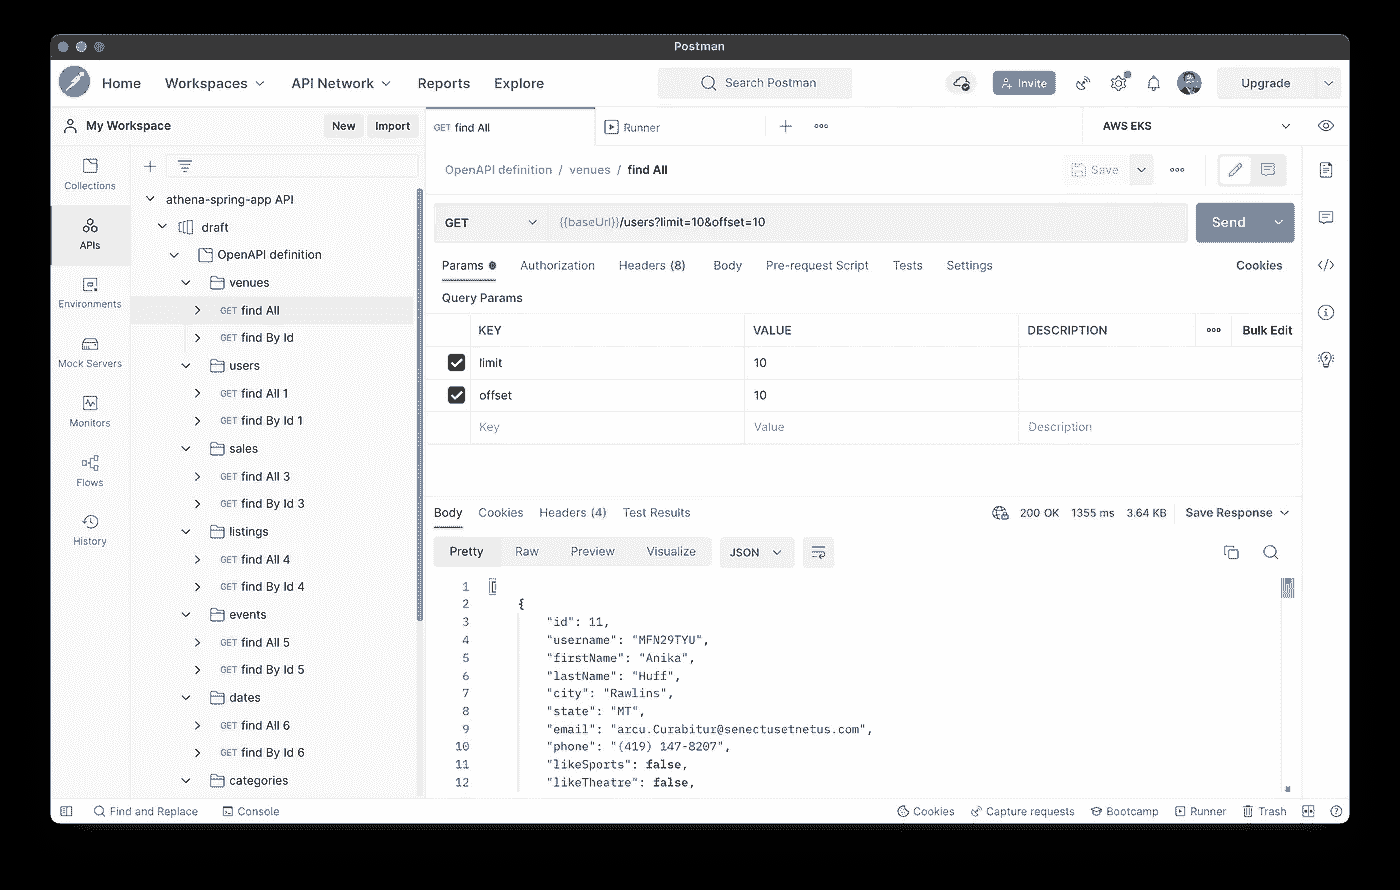 Postman
Home Workspaces API Network Reports Explore Search Postman Invite Upgrade
My Workspace New Import GET find All Runner AWS EKS
Collections
APIs
Environments
Mock Servers
Monitors
Flows
History
athena-spring-app API
draft
OpenAPI definition
venues
GET find All
GET find By Id
users
GET find All 1
GET find By Id 1
sales
GET find All 3
GET find By Id 3
listings
GET find All 4
GET find By Id 4
events
GET find All 5
GET find By Id 5
dates
GET find All 6
GET find By Id 6
categories
OpenAPI definition / venues / find All Save
GET {{baseUrl}}/users?limit=10&offset=10 Send
Params Authorization Headers (8) Body Pre-request Script Tests Settings Cookies
Query Params
KEY VALUE DESCRIPTION Bulk Edit
limit 10
offset 10
Key Value Description
Body Cookies Headers (4) Test Results 200 OK 1355 ms 3.64 KB Save Response
Pretty Raw Preview Visualize JSON
1 [
2 {
3 "id": 11,
4 "username": "MFN29TYU",
5 "firstName": "Anika",
6 "lastName": "Huff",
7 "city": "Rawlins",
8 "state": "MT",
9 "email": "arcu.Curabitur@senectusetnetus.com",
10 "phone": "(419) 147-8207",
11 "likeSports": false,
12 "likeTheatre": false,
Find and Replace Console Cookies Capture requests Bootcamp Runner Trash